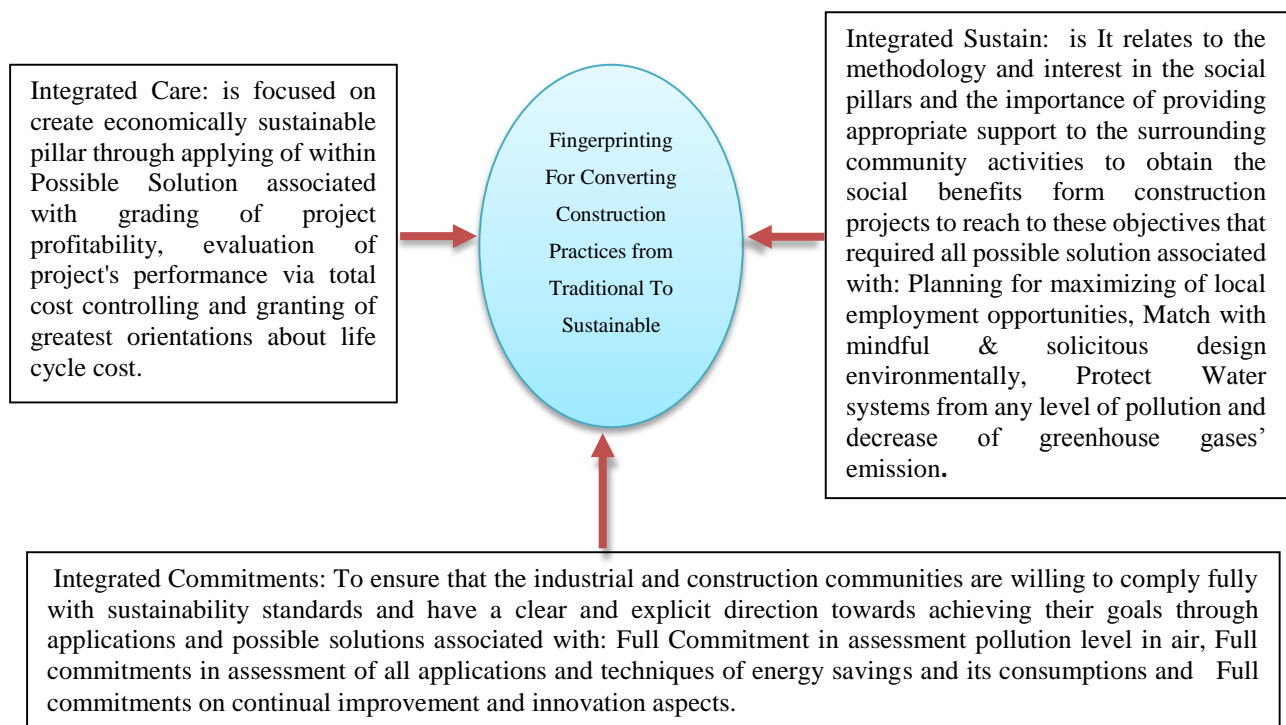 Integrated Care: is focused on
create economically sustainable
pillar through applying of within
Possible Solution associated
with grading of project
profitability, evaluation of
project's performance via total
cost controlling and granting of
greatest orientations about life
cycle cost.
Fingerprinting
For Converting
Construction
Practices from
Traditional To
Sustainable
Integrated Sustain: is It relates to the
methodology and interest in the social
pillars and the importance of providing
appropriate support to the surrounding
community activities to obtain the
social benefits form construction
projects to reach to these objectives that
required all possible solution associated
with: Planning for maximizing of local
employment opportunities, Match with
mindful & solicitous design
environmentally, Protect Water
systems from any level of pollution and
decrease of greenhouse gases’
emission.
Integrated Commitments: To ensure that the industrial and construction communities are willing to comply fully
with sustainability standards and have a clear and explicit direction towards achieving their goals through
applications and possible solutions associated with: Full Commitment in assessment pollution level in air, Full
commitments in assessment of all applications and techniques of energy savings and its consumptions and Full
commitments on continual improvement and innovation aspects.